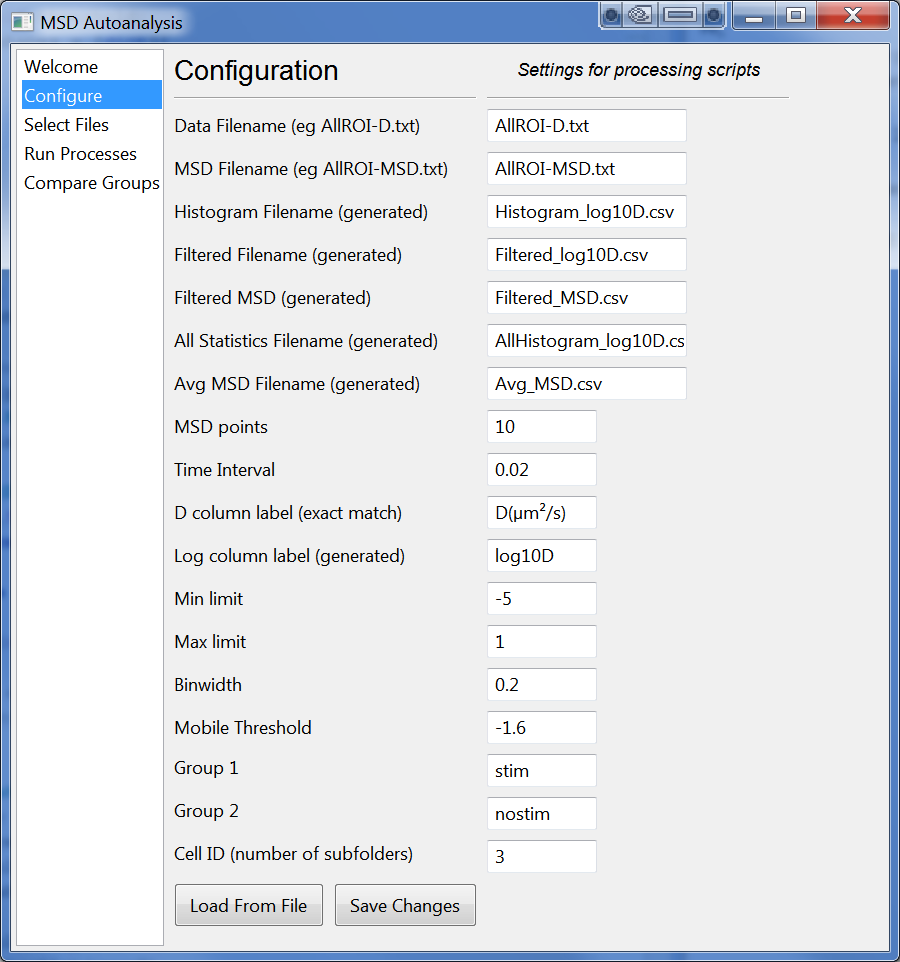 MSD Autoanalysis
Welcome
Configure
Select Files
Run Processes
Compare Groups
Configuration
Settings for processing scripts
Data Filename (eg AllROI-D.txt) AllROI-D.txt
MSD Filename (eg AllROI-MSD.txt) AllROI-MSD.txt
Histogram Filename (generated) Histogram_log10D.csv
Filtered Filename (generated) Filtered_log10D.csv
Filtered MSD (generated) Filtered_MSD.csv
All Statistics Filename (generated) AllHistogram_log10D.cs
Avg MSD Filename (generated) Avg_MSD.csv
MSD points 10
Time Interval 0.02
D column label (exact match) D(µm²/s)
Log column label (generated) log10D
Min limit -5
Max limit 1
Binwidth 0.2
Mobile Threshold -1.6
Group 1 stim
Group 2 nostim
Cell ID (number of subfolders) 3
Load From File Save Changes